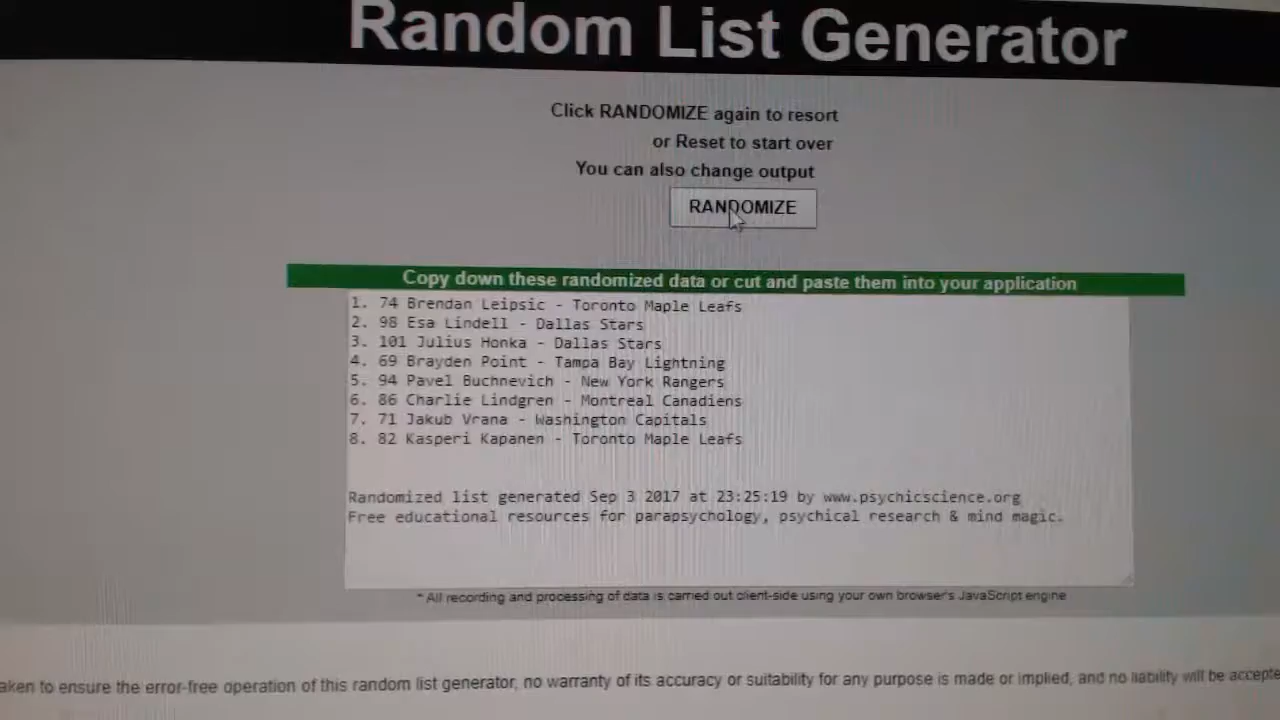 Random List Generator
Click RANDOMIZE again to resort
or Reset to start over
You can also change output
RANDOMIZE
Copy down these randomized data or cut and paste them into your application
1. 74 Brendan Leipsic - Toronto Maple Leafs
2. 98 Esa Lindell - Dallas Stars
3. 101 Julius Honka - Dallas Stars
4. 69 Brayden Point - Tampa Bay Lightning
5. 94 Pavel Buchnevich - New York Rangers
6. 86 Charlie Lindgren - Montreal Canadiens
7. 71 Jakub Vrana - Washington Capitals
8. 82 Kasperi Kapanen - Toronto Maple Leafs
Randomized list generated Sep 3 2017 at 23:25:19 by www.psychicscience.org
Free educational resources for parapsychology, psychical research & mind magic.
* All recording and processing of data is carried out client-side using your own browser's JavaScript engine
aken to ensure the error-free operation of this random list generator, no warranty of its accuracy or suitability for any purpose is made or implied, and no liability will be accepte